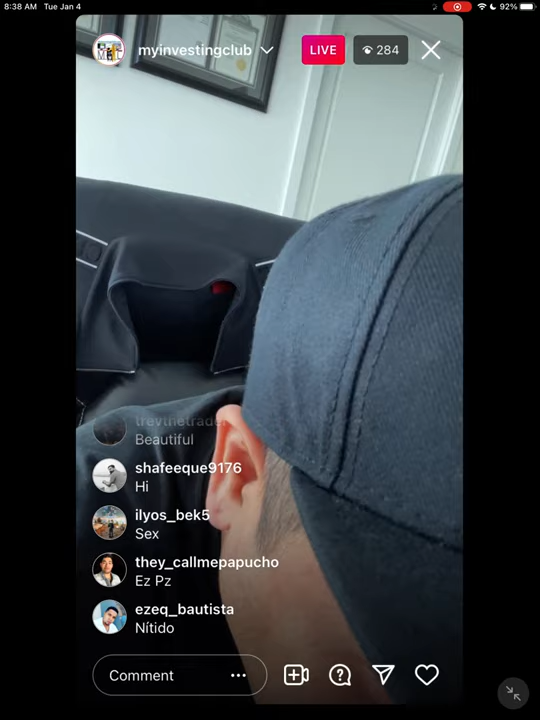 8:38 AM Tue Jan 4
92%
myinvestingclub
LIVE
284
trevthetrader
Beautiful
shafeeque9176
Hi
ilyos_bek5
Sex
they_callmepapucho
Ez Pz
ezeq_bautista
Nítido
Comment